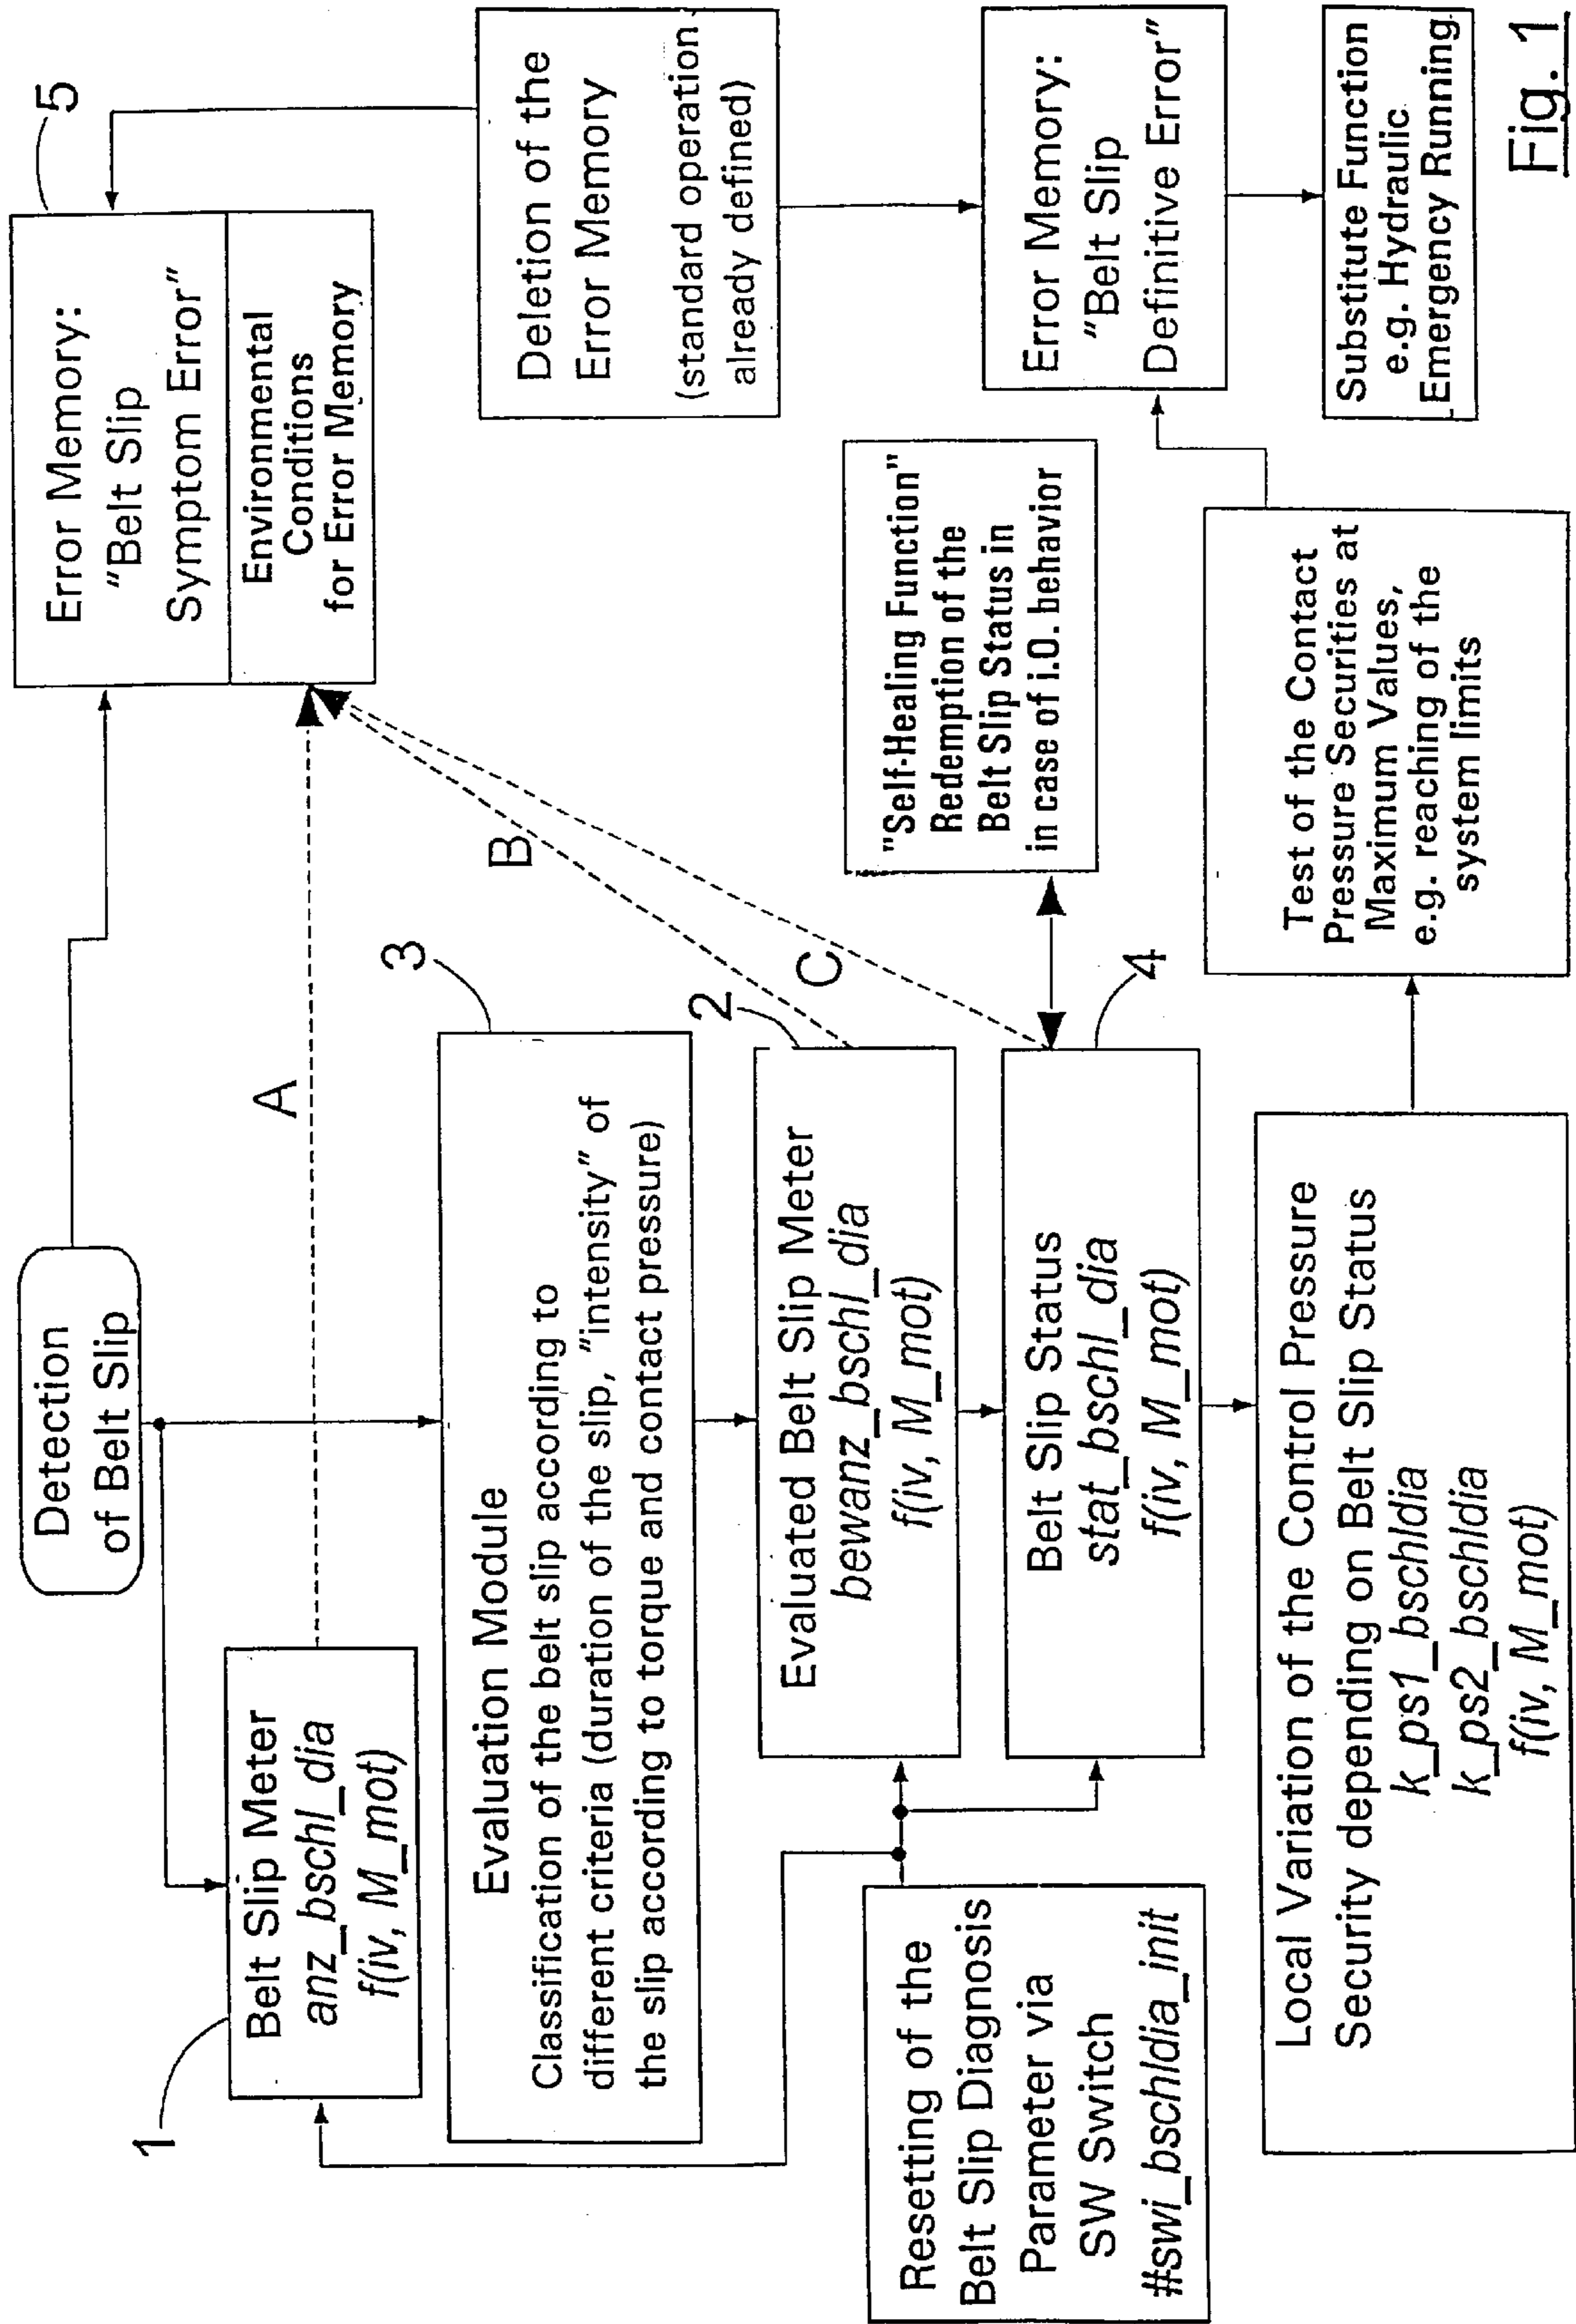 Detection
of Belt Slip
5
Error Memory:
"Belt Slip
Symptom Error"
Environmental
Conditions
for Error Memory
1
Belt Slip Meter
anz_bschl_dia
f(iv, M_mot)
A
3
Evaluation Module
Classification of the belt slip according to
different criteria (duration of the slip, "intensity" of
the slip according to torque and contact pressure)
B
Deletion of the
Error Memory
(standard operation
already defined)
2
Evaluated Belt Slip Meter
bewanz_bschl_dia
f(iv, M_mot)
C
"Self-Healing Function"
Redemption of the
Belt Slip Status in
in case of i.O. behavior
Resetting of the
Belt Slip Diagnosis
Parameter via
SW Switch
#swi_bschldia_init
4
Belt Slip Status
stat_bschl_dia
f(iv, M_mot)
Error Memory:
"Belt Slip
Definitive Error"
Local Variation of the Control Pressure
Security depending on Belt Slip Status
k_ps1_bschldia
k_ps2_bschldia
f(iv, M_mot)
Test of the Contact
Pressure Securities at
Maximum Values,
e.g. reaching of the
system limits
Substitute Function
e.g. Hydraulic
Emergency Running
Fig. 1